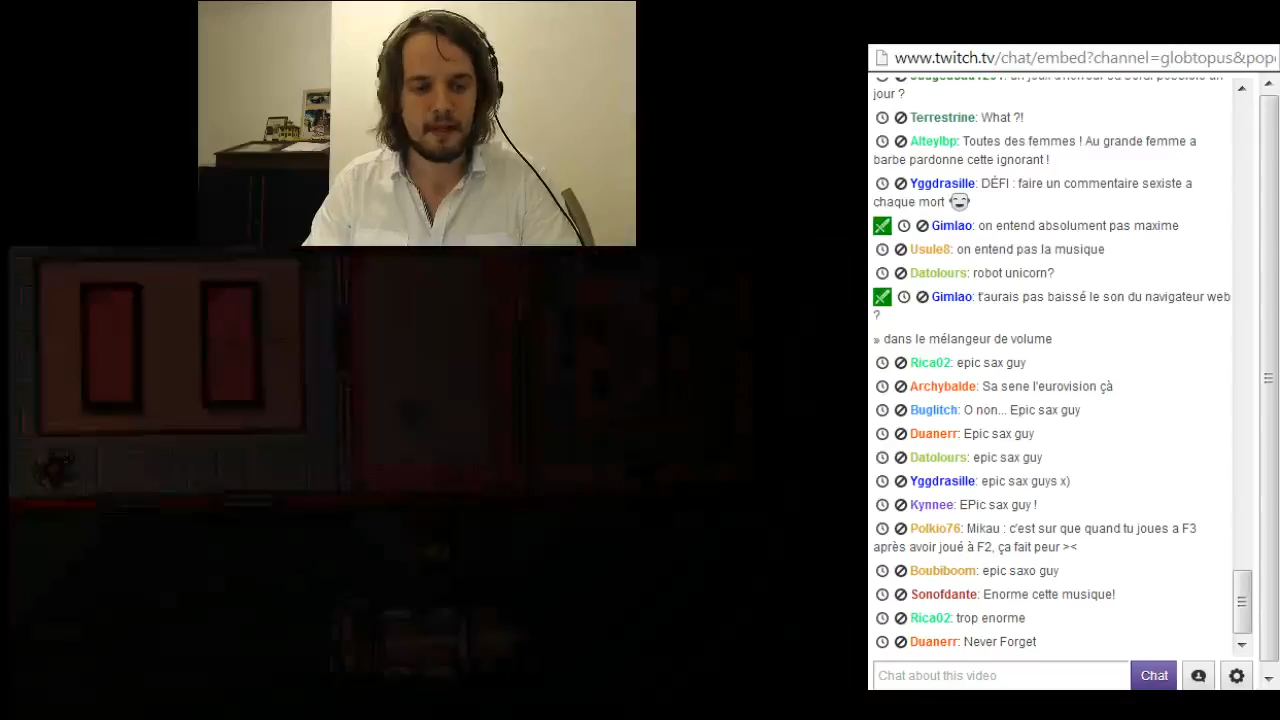 www.twitch.tv/chat/embed?channel=globtopus&pop
jour ?
Terrestrine: What ?!
Alteylbp: Toutes des femmes ! Au grande femme a
barbe pardonne cette ignorant !
Yggdrasille: DÉFI : faire un commentaire sexiste a
chaque mort
Gimlao: on entend absolument pas maxime
Usule8: on entend pas la musique
Datolours: robot unicorn?
Gimlao: t'aurais pas baissé le son du navigateur web
?
» dans le mélangeur de volume
Rica02: epic sax guy
Archybalde: Sa sene l'eurovision çà
Buglitch: O non... Epic sax guy
Duanerr: Epic sax guy
Datolours: epic sax guy
Yggdrasille: epic sax guys x)
Kynnee: EPic sax guy !
Polkio76: Mikau : c'est sur que quand tu joues a F3
après avoir joué à F2, ça fait peur ><
Boubiboom: epic saxo guy
Sonofdante: Enorme cette musique!
Rica02: trop enorme
Duanerr: Never Forget
Chat about this video
Chat